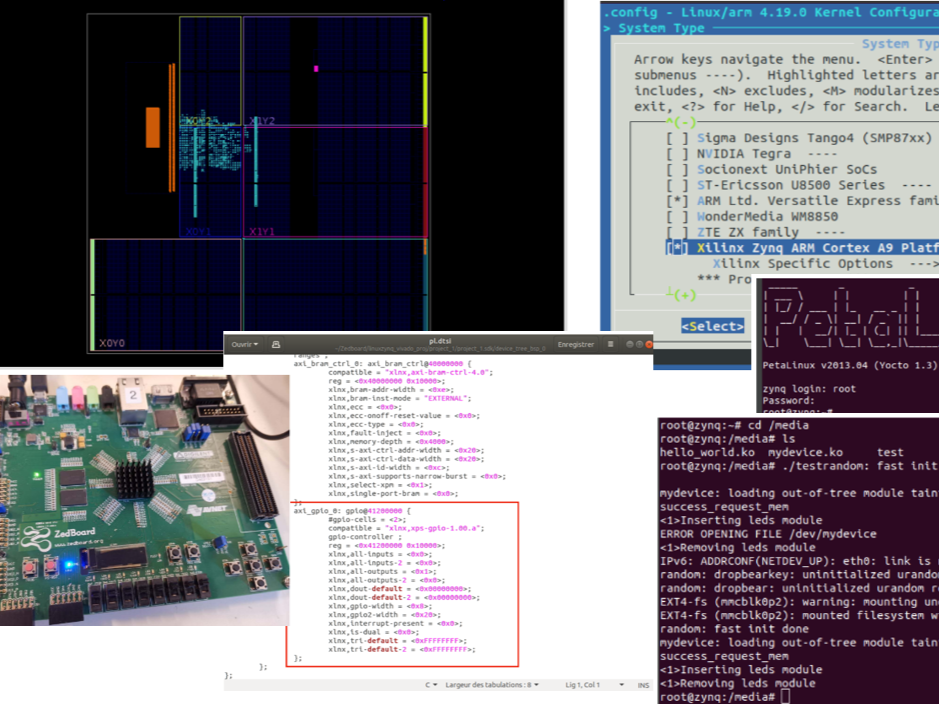 X0Y2
X1Y2
X0Y1
X1Y1
X0Y0
.config - Linux/arm 4.19.0 Kernel Configura
> System Type
System Typ
Arrow keys navigate the menu. <Enter>
submenus ----). Highlighted letters ar
includes, <N> excludes, <M> modularizes
exit, <?> for Help, </> for Search. Le
^(-)
[ ] Sigma Designs Tango4 (SMP87xx)
[ ] NVIDIA Tegra ----
[ ] Socionext UniPhier SoCs
[ ] ST-Ericsson U8500 Series ----
[*] ARM Ltd. Versatile Express fami
[ ] WonderMedia WM8850
[ ] ZTE ZX family ----
[*] Xilinx Zynq ARM Cortex A9 Platf
Xilinx Specific Options --->
*** Pro
(+)
<Select>
PetaLinux v2013.04 (Yocto 1.3)
zynq login: root
Password:
root@zynq:~#
Ouvrir
pl.dtsi
Enregistrer
ranges ;
axi_bram_ctrl_0: axi_bram_ctrl@40000000 {
compatible = "xlnx,axi-bram-ctrl-4.0";
reg = <0x40000000 0x10000>;
xlnx,bram-addr-width = <0xe>;
xlnx,bram-inst-mode = "EXTERNAL";
xlnx,ecc = <0x0>;
xlnx,ecc-onoff-reset-value = <0x0>;
xlnx,ecc-type = <0x0>;
xlnx,fault-inject = <0x0>;
xlnx,memory-depth = <0x4000>;
xlnx,s-axi-ctrl-addr-width = <0x20>;
xlnx,s-axi-ctrl-data-width = <0x20>;
xlnx,s-axi-id-width = <0xc>;
xlnx,s-axi-supports-narrow-burst = <0x0>;
xlnx,select-xpm = <0x1>;
xlnx,single-port-bram = <0x0>;
};
axi_gpio_0: gpio@41200000 {
#gpio-cells = <2>;
compatible = "xlnx,xps-gpio-1.00.a";
gpio-controller ;
reg = <0x41200000 0x10000>;
xlnx,all-inputs = <0x0>;
xlnx,all-inputs-2 = <0x0>;
xlnx,all-outputs = <0x1>;
xlnx,all-outputs-2 = <0x0>;
xlnx,dout-default = <0x00000000>;
xlnx,dout-default-2 = <0x00000000>;
xlnx,gpio-width = <0x8>;
xlnx,gpio2-width = <0x20>;
xlnx,interrupt-present = <0x0>;
xlnx,is-dual = <0x0>;
xlnx,tri-default = <0xFFFFFFFF>;
xlnx,tri-default-2 = <0xFFFFFFFF>;
};
};
};
C
Largeur des tabulations : 8
Lig 1, Col 1
INS
2
AVNET
ZedBoard
root@zynq:~# cd /media
root@zynq:/media# ls
hello_world.ko mydevice.ko test
root@zynq:/media# ./testrandom: fast init
mydevice: loading out-of-tree module tain
success_request_mem
<1>Inserting leds module
ERROR OPENING FILE /dev/mydevice
<1>Removing leds module
IPv6: ADDRCONF(NETDEV_UP): eth0: link is
random: dropbearkey: uninitialized urando
random: dropbear: uninitialized urandom r
EXT4-fs (mmcblk0p2): warning: mounting un
EXT4-fs (mmcblk0p2): mounted filesystem w
random: fast init done
mydevice: loading out-of-tree module tain
success_request_mem
<1>Inserting leds module
<1>Removing leds module
root@zynq:/media#